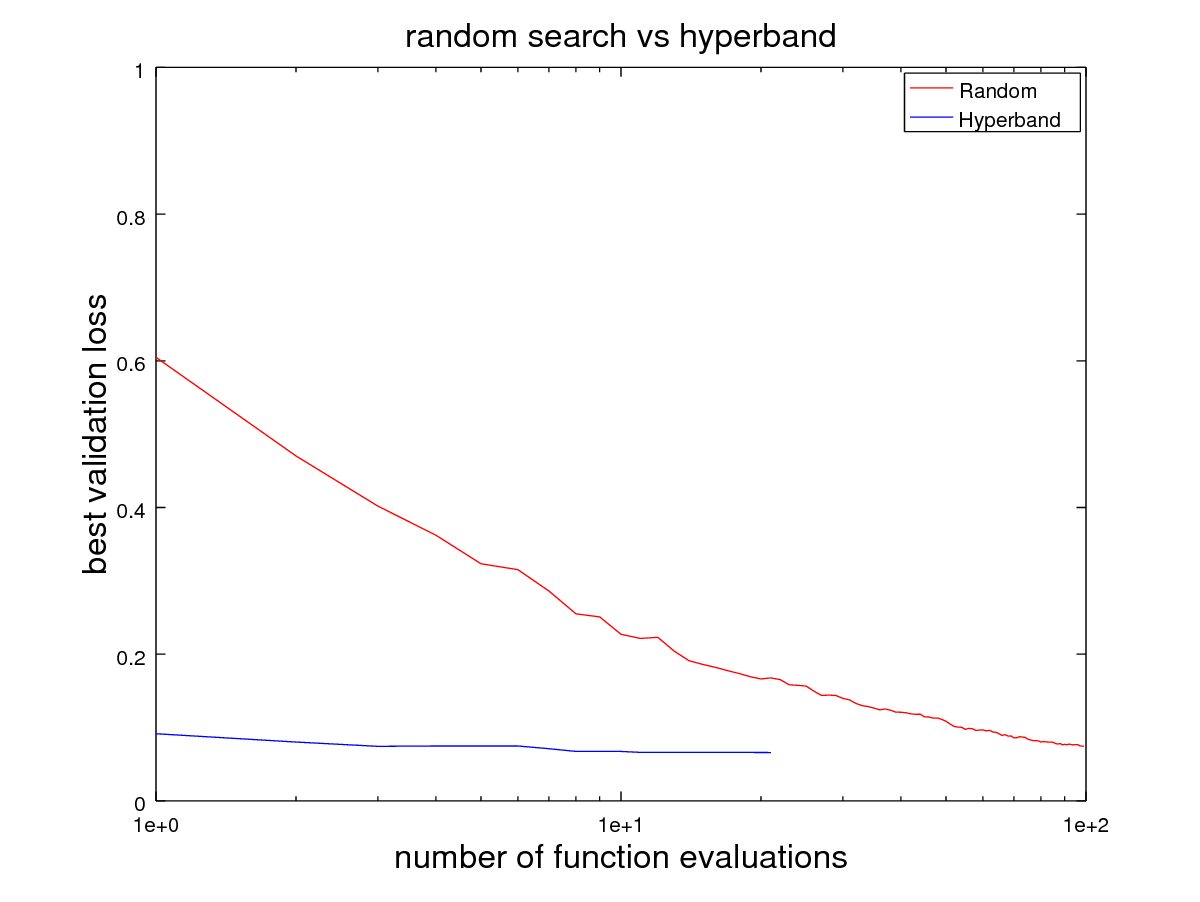 random search vs hyperband
1
Random
Hyperband
0.8
0.6
0.4
0.2
0
best validation loss
1e+0
1e+1
1e+2
number of function evaluations